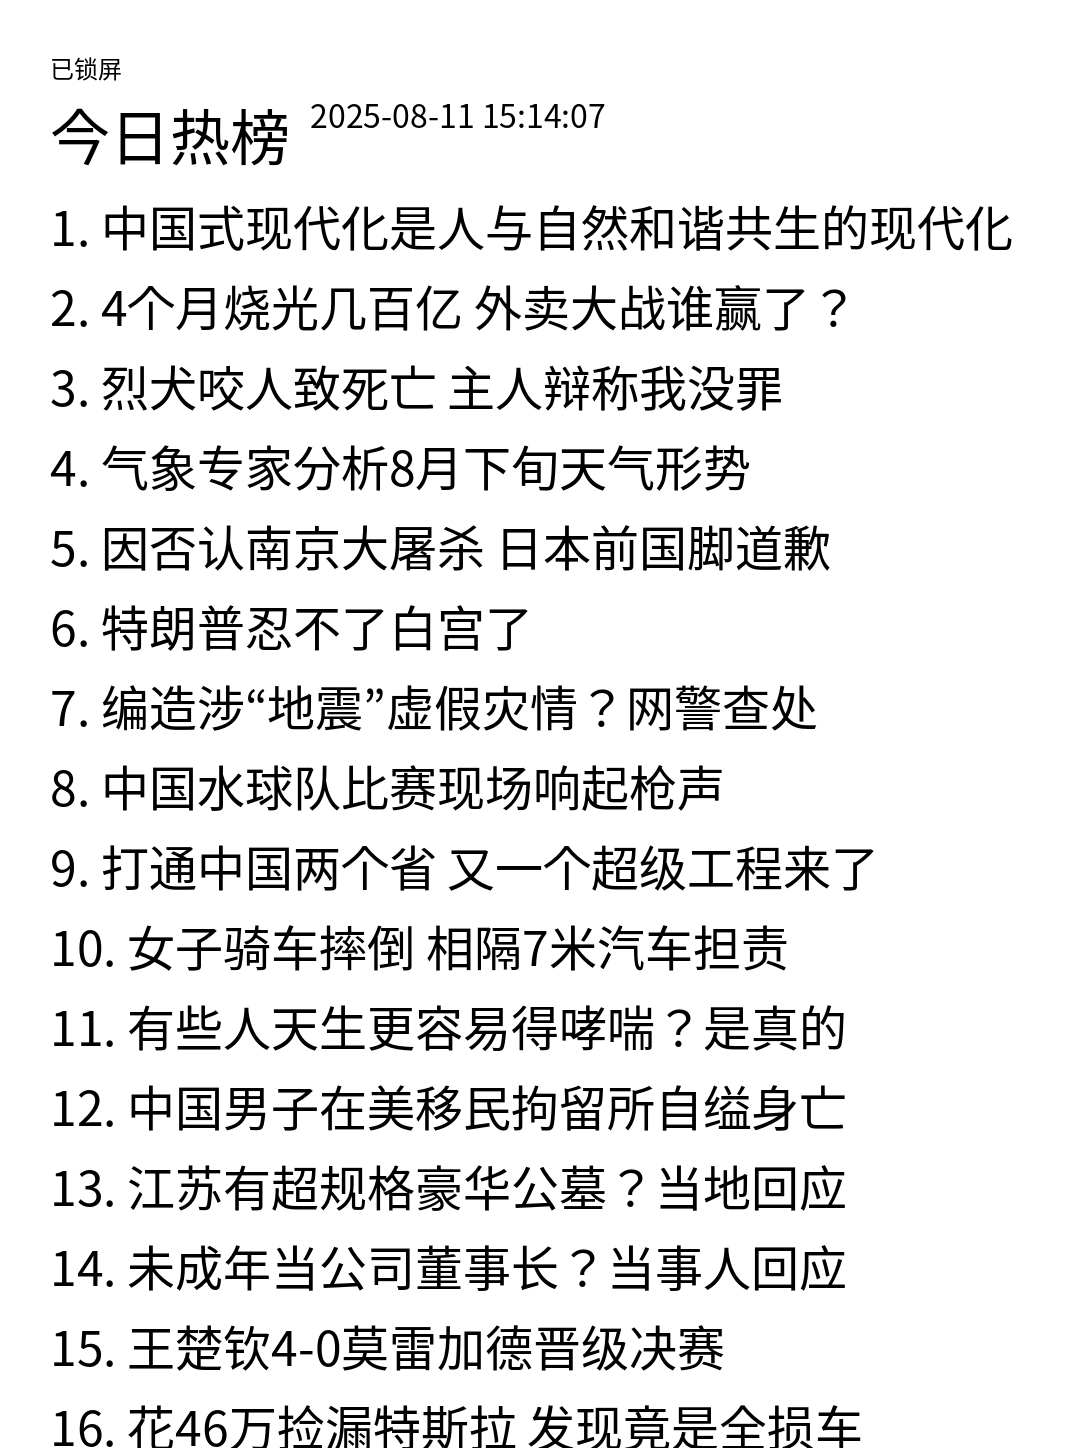 已锁屏
今日热榜 2025-08-11 15:14:07
1. 中国式现代化是人与自然和谐共生的现代化
2. 4个月烧光几百亿 外卖大战谁赢了？
3. 烈犬咬人致死亡 主人辩称我没罪
4. 气象专家分析8月下旬天气形势
5. 因否认南京大屠杀 日本前国脚道歉
6. 特朗普忍不了白宫了
7. 编造涉“地震”虚假灾情？网警查处
8. 中国水球队比赛现场响起枪声
9. 打通中国两个省 又一个超级工程来了
10. 女子骑车摔倒 相隔7米汽车担责
11. 有些人天生更容易得哮喘？是真的
12. 中国男子在美移民拘留所自缢身亡
13. 江苏有超规格豪华公墓？当地回应
14. 未成年当公司董事长？当事人回应
15. 王楚钦4-0莫雷加德晋级决赛
16. 花46万捡漏特斯拉 发现竟是全损车